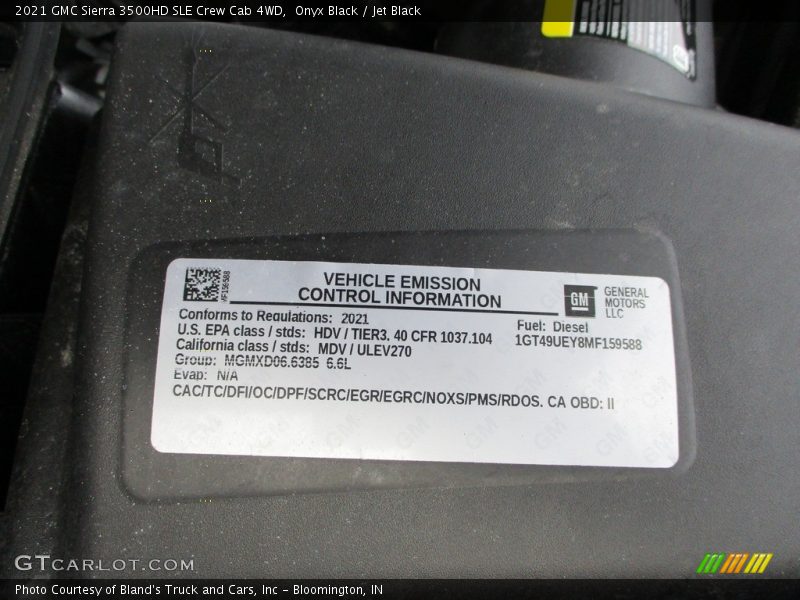 2021 GMC Sierra 3500HD SLE Crew Cab 4WD,  Onyx Black / Jet Black
VEHICLE EMISSION
CONTROL INFORMATION
GM
GENERAL
MOTORS
LLC
MF159588
Conforms to Regulations: 2021
Fuel: Diesel
U.S. EPA class / stds: HDV / TIER3. 40 CFR 1037.104
1GT49UEY8MF159588
California class / stds: MDV / ULEV270
Group: MGMXD06.6385 6.6L
Evap: N/A
CAC/TC/DFI/OC/DPF/SCRC/EGR/EGRC/NOXS/PMS/RDOS. CA OBD: II
GTCARLOT.COM
Photo Courtesy of Bland's Truck and Cars, Inc – Bloomington, IN